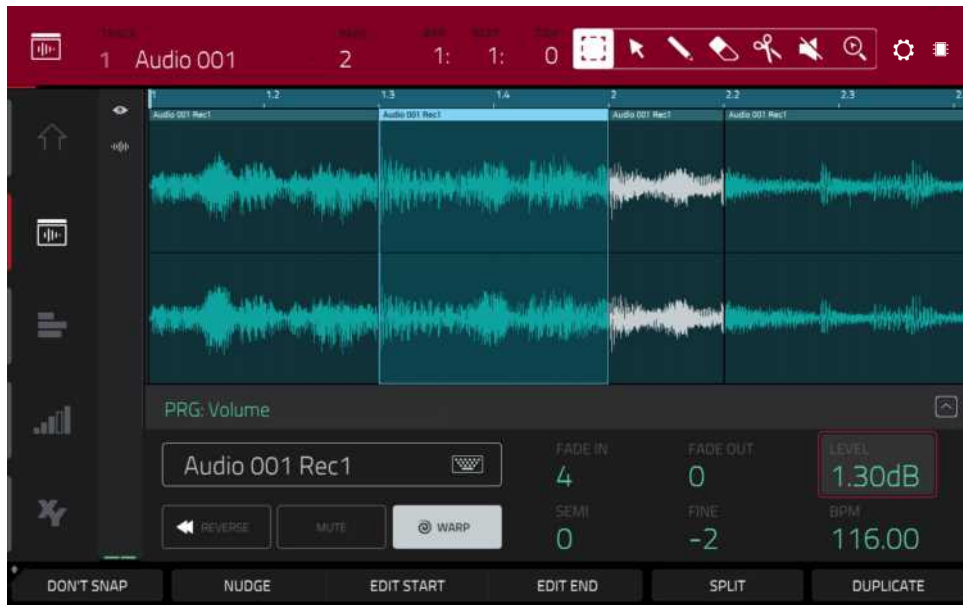 TRACK
1 Audio 001 2 1: 1: 0
1 1.2 1.3 1.4 2 2.2 2.3 2.
Audio 001 Rec1 Audio 001 Rec1 Audio 001 Rec1 Audio 001 Rec1
PRG: Volume
FADE IN FADE OUT LEVEL
Audio 001 Rec1 4 0 1.30dB
SEMI FINE BPM
REVERSE MUTE WARP 0 -2 116.00
XY
DON'T SNAP NUDGE EDIT START EDIT END SPLIT DUPLICATE